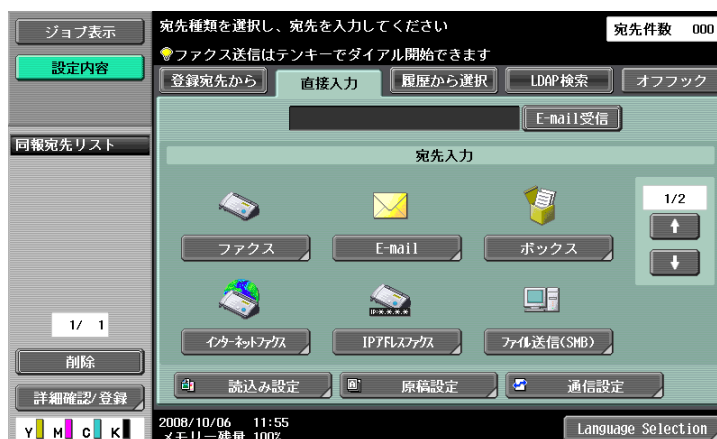 ジョブ表示
設定内容
宛先種類を選択し、宛先を入力してください
ファクス送信はテンキーでダイアル開始できます
宛先件数 000
登録宛先から
直接入力
履歴から選択
LDAP検索
オフフック
E-mail受信
同報宛先リスト
宛先入力
1/2
ファクス
E-mail
ボックス
IP:*.*.*.*
インターネットファクス
IPアドレスファクス
ファイル送信(SMB)
1/ 1
削除
詳細確認/登録
読込み設定
原稿設定
通信設定
Y M C K
2008/10/06 11:55
メモリー残量 100%
Language Selection